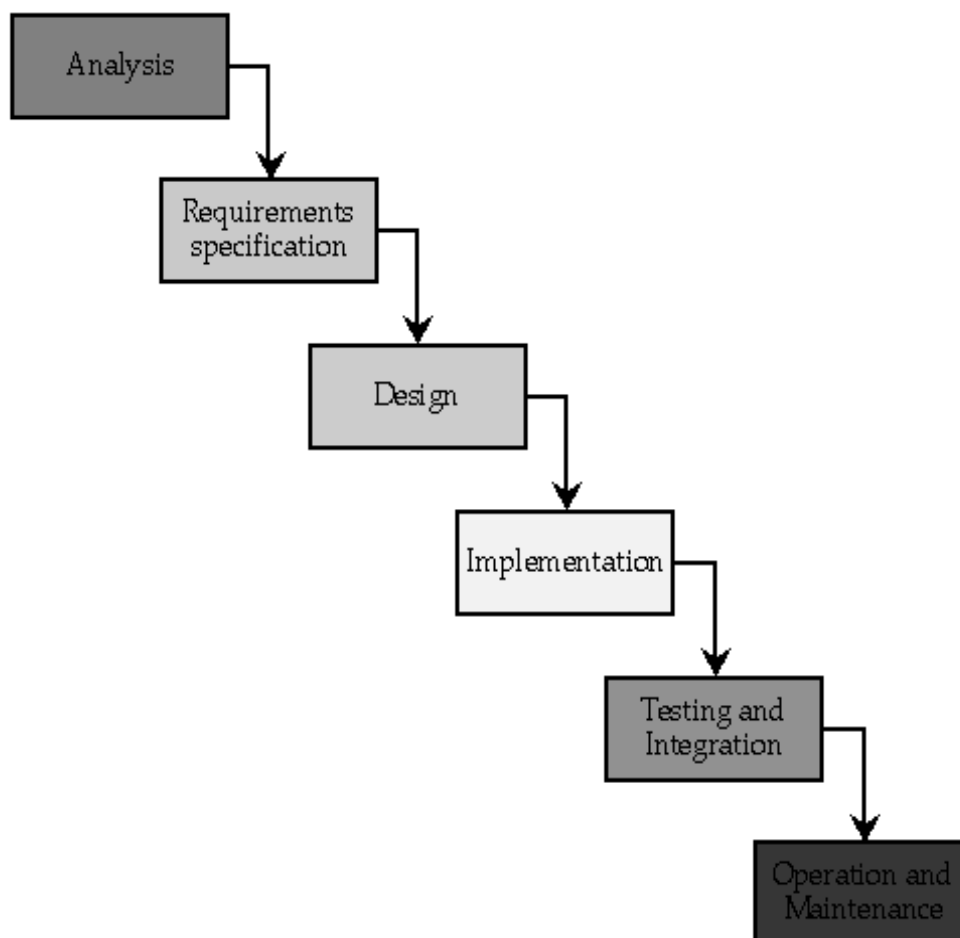 Analysis
Requirements
specification
Design
Implementation
Testing and
Integration
Operation and
Maintenance